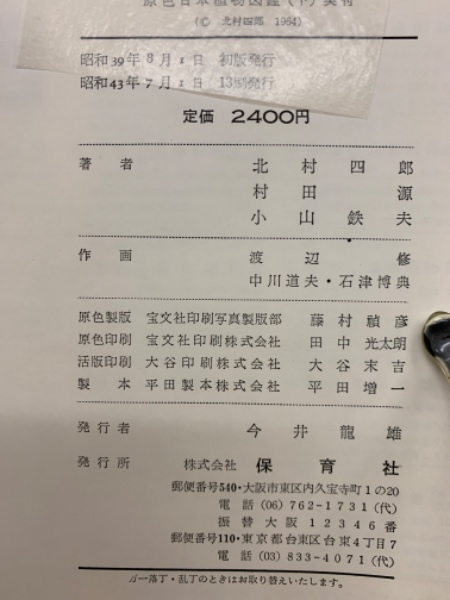 原色日本植物図鑑(下) 奥付
(© 北村四郎 1964)
昭和39年8月1日 初版発行
昭和43年7月1日 13刷発行
定価 2400円
著者 北村四郎
村田源
小山鉄夫
作画 渡辺修
中川道夫・石津博典
原色製版 宝文社印刷写真製版部 藤村禎彦
原色印刷 宝文社印刷株式会社 田中光太朗
活版印刷 大谷印刷株式会社 大谷末吉
製本 平田製本株式会社 平田増一
発行者 今井龍雄
発行所 株式会社 保育社
郵便番号540・大阪市東区内久宝寺町1の20
電話 (06) 762-1731 (代)
振替大阪 12346番
郵便番号110・東京都台東区台東4丁目7
電話 (03) 833-4071 (代)
万一落丁・乱丁のときはお取り替えいたします。